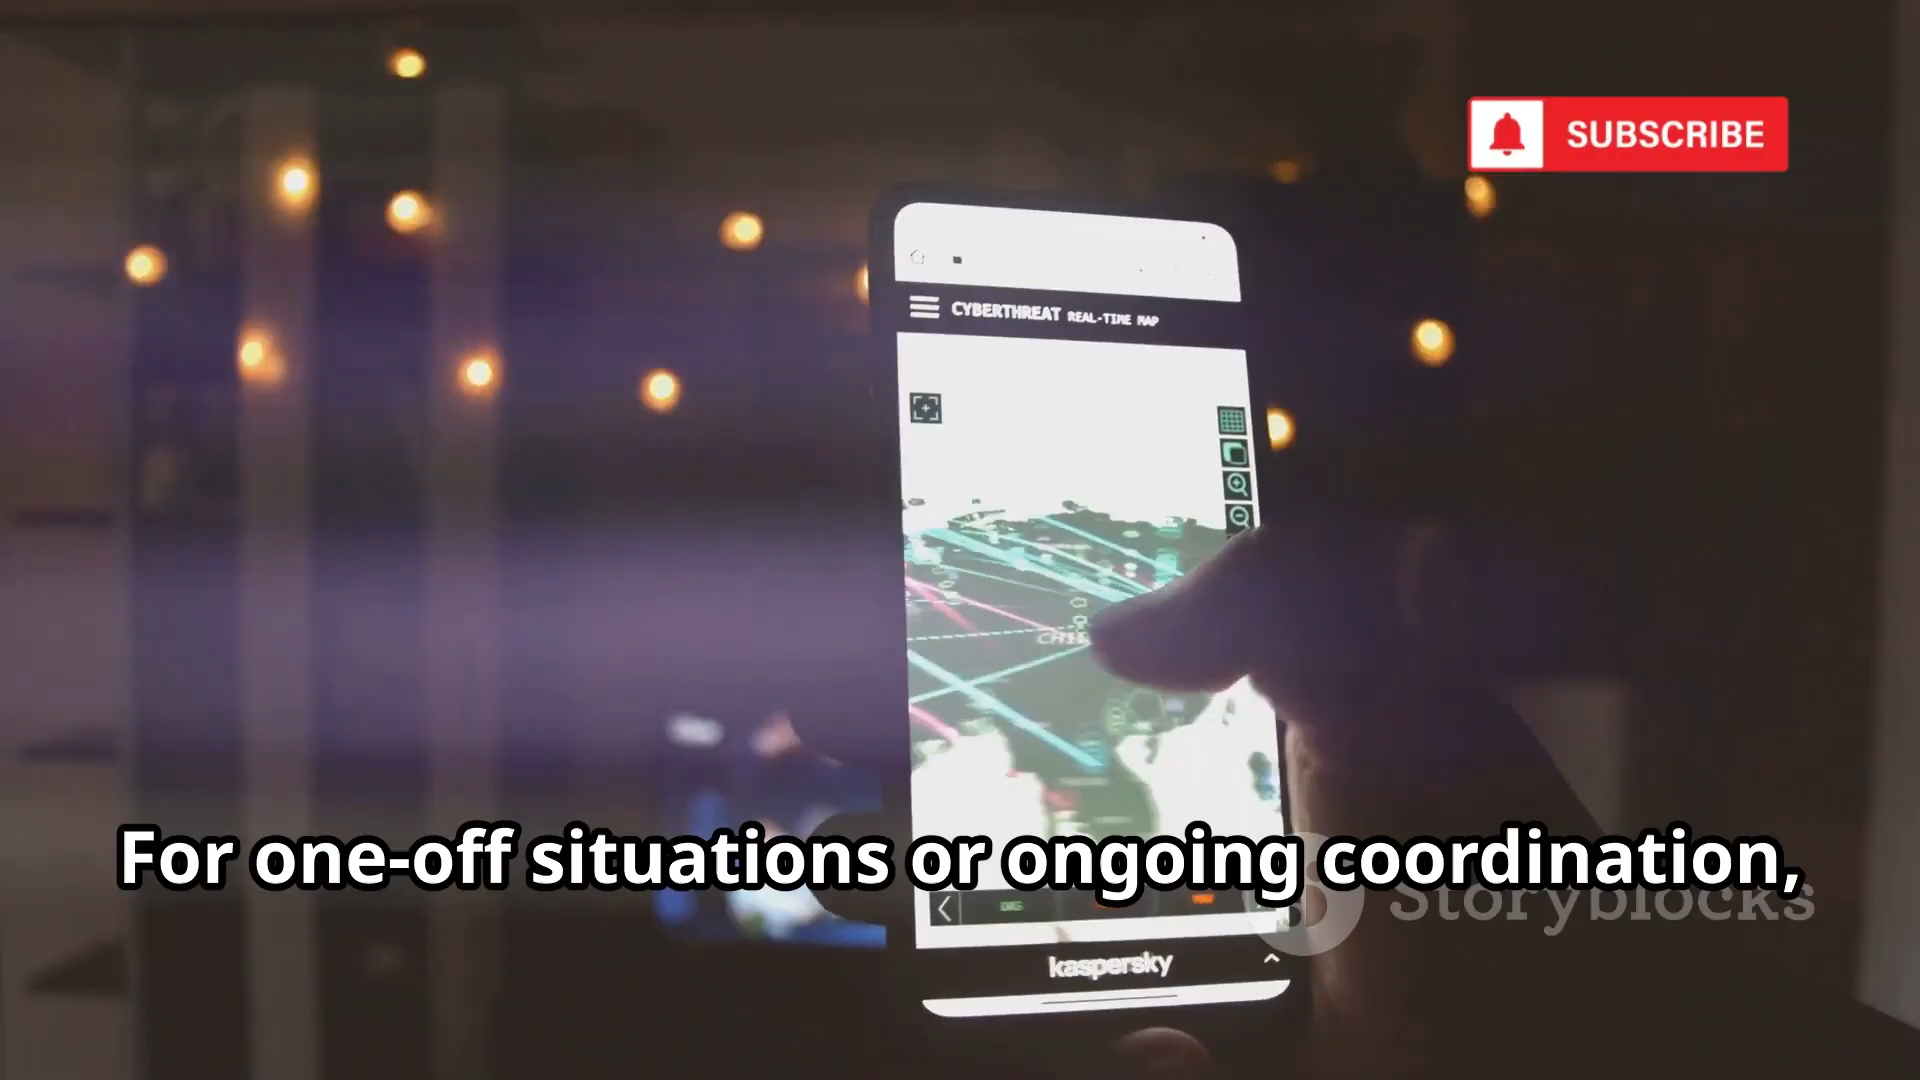 SUBSCRIBE
CYBERTHREAT REAL-TIME MAP
For one-off situations or ongoing coordination,
Storyblocks
kaspersky